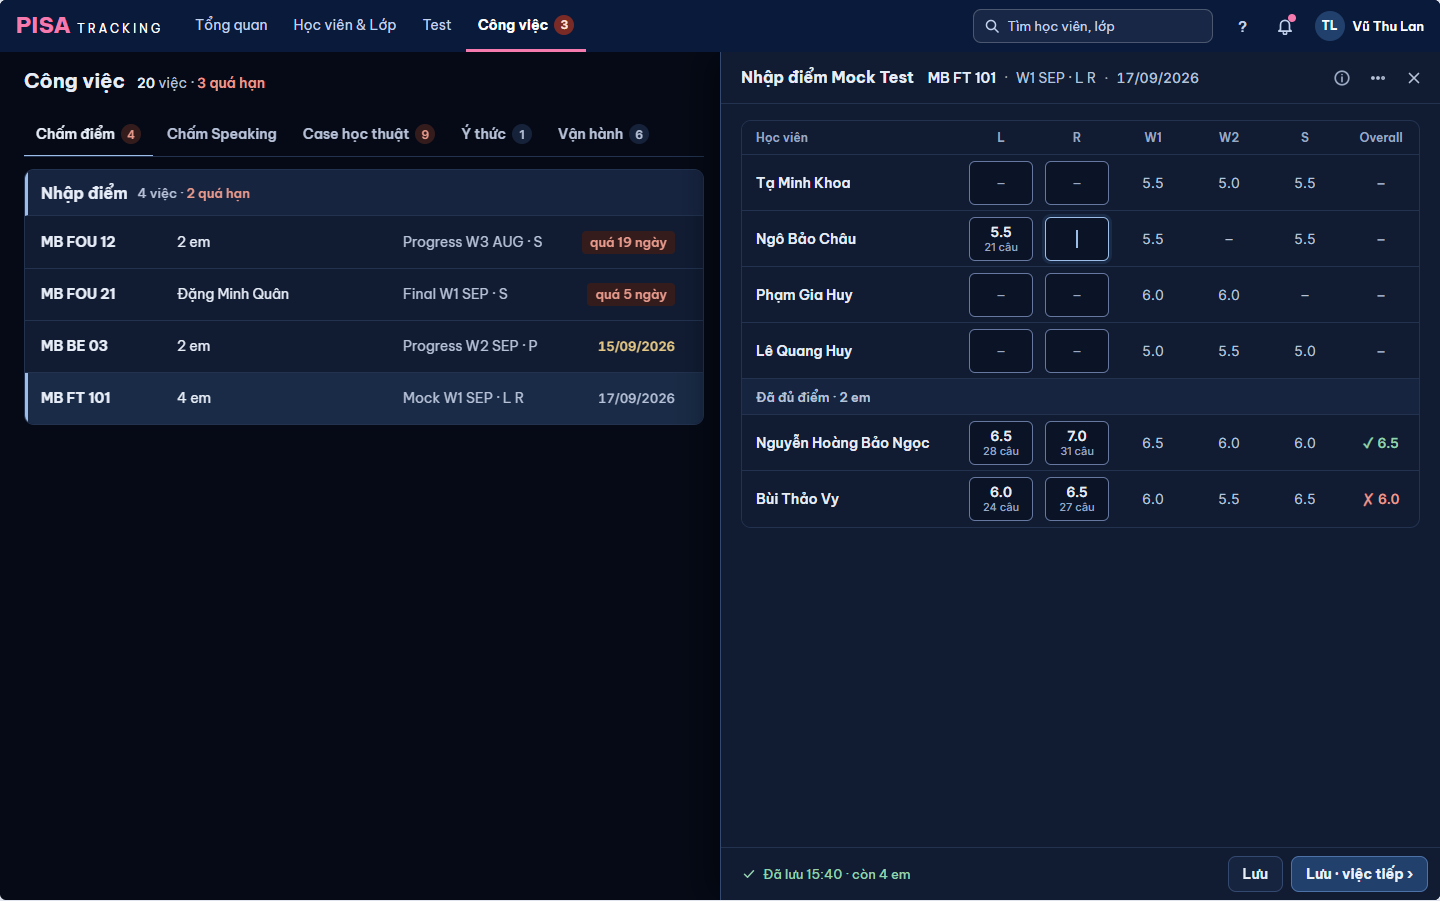 PISA TRACKING Tổng quan Học viên & Lớp Test Công việc 3 Tìm học viên, lớp ? TL Vũ Thu Lan
Công việc 20 việc · 3 quá hạn
Chấm điểm 4 Chấm Speaking Case học thuật 9 Ý thức 1 Vận hành 6
Nhập điểm 4 việc · 2 quá hạn
MB FOU 12 2 em Progress W3 AUG · S quá 19 ngày
MB FOU 21 Đặng Minh Quân Final W1 SEP · S quá 5 ngày
MB BE 03 2 em Progress W2 SEP · P 15/09/2026
MB FT 101 4 em Mock W1 SEP · L R 17/09/2026
Nhập điểm Mock Test MB FT 101 · W1 SEP · L R · 17/09/2026
Học viên L R W1 W2 S Overall
Tạ Minh Khoa – – 5.5 5.0 5.5 –
Ngô Bảo Châu 5.5 5.5 – 5.5 –
21 câu
Phạm Gia Huy – – 6.0 6.0 – –
Lê Quang Huy – – 5.0 5.5 5.0 –
Đã đủ điểm · 2 em
Nguyễn Hoàng Bảo Ngọc 6.5 7.0 6.5 6.0 6.0 ✓ 6.5
28 câu 31 câu
Bùi Thảo Vy 6.0 6.5 6.0 5.5 6.5 ✗ 6.0
24 câu 27 câu
✓ Đã lưu 15:40 · còn 4 em Lưu Lưu · việc tiếp ›